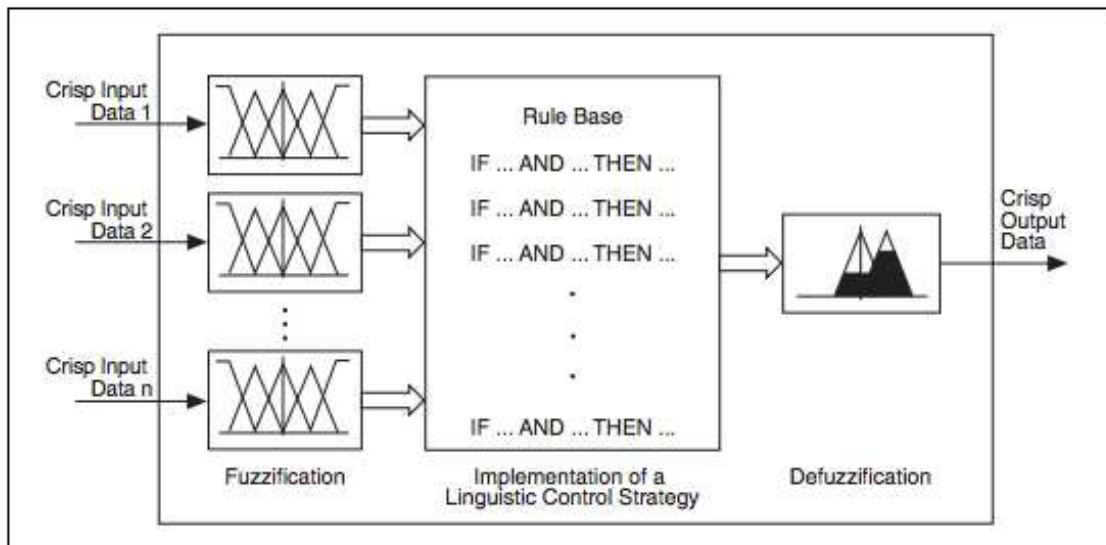 Crisp Input
Data 1
Crisp Input
Data 2
Crisp Input
Data n
Rule Base
IF ... AND ... THEN ...
IF ... AND ... THEN ...
IF ... AND ... THEN ...
IF ... AND ... THEN ...
Crisp
Output
Data
Fuzzification
Implementation of a
Linguistic Control Strategy
Defuzzification